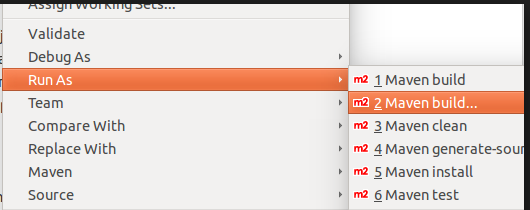 Assign Working Sets...
Validate
Debug As
Run As
Team
Compare With
Replace With
Maven
Source
m2 1 Maven build
m2 2 Maven build...
m2 3 Maven clean
m2 4 Maven generate-sour
m2 5 Maven install
m2 6 Maven test